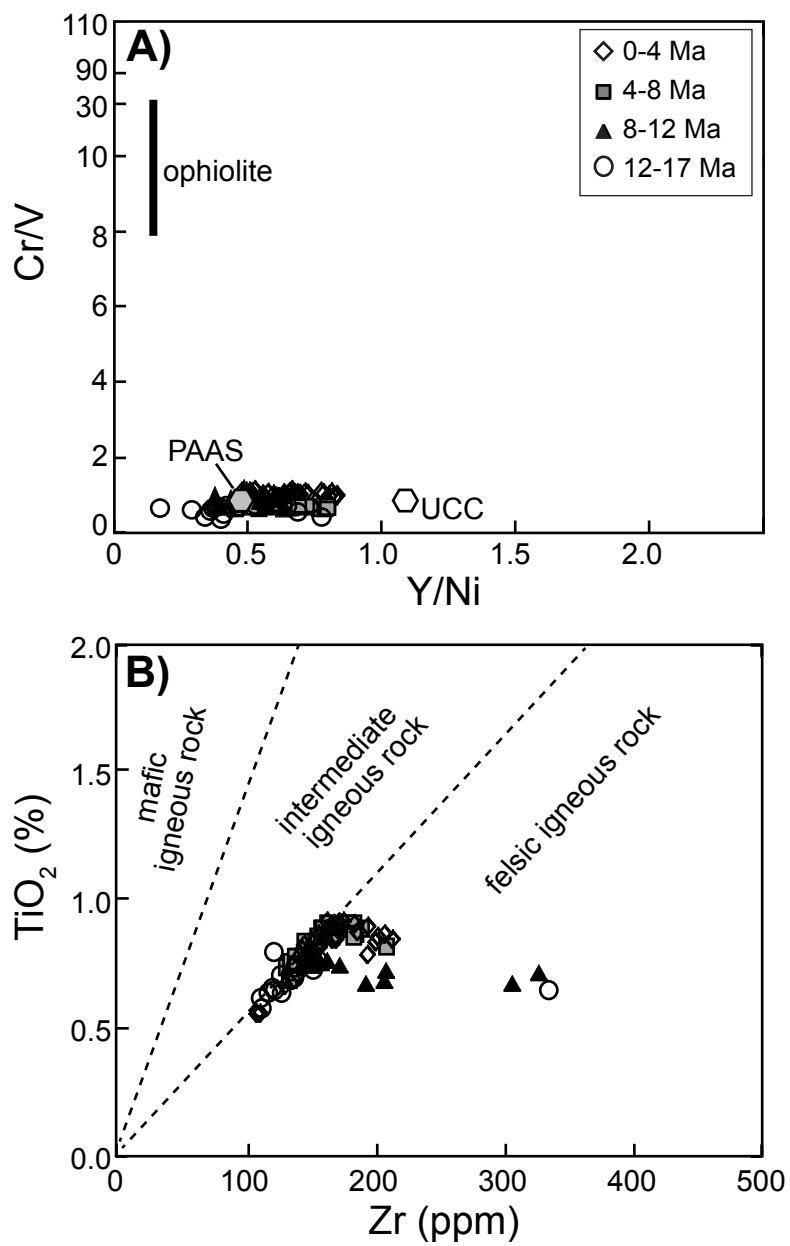 A)
110
90
30
10
8
6
4
2
0
Cr/V
ophiolite
0-4 Ma
4-8 Ma
8-12 Ma
12-17 Ma
PAAS
UCC
0
0.5
1.0
1.5
2.0
Y/Ni
B)
2.0
1.5
1.0
0.5
0.0
TiO₂ (%)
mafic
igneous rock
intermediate
igneous rock
felsic igneous rock
0
100
200
300
400
500
Zr (ppm)